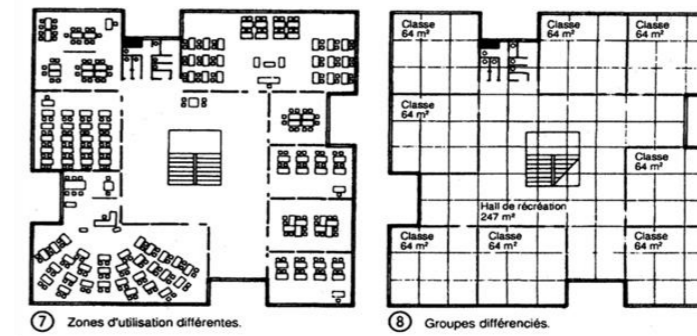 Classe
64 m²
Classe
64 m²
Classe
64 m²
Classe
64 m²
Classe
64 m²
Hall de récréation
247 m²
Classe
64 m²
Classe
64 m²
Classe
64 m²
7 Zones d'utilisation différentes.
8 Groupes différenciés.